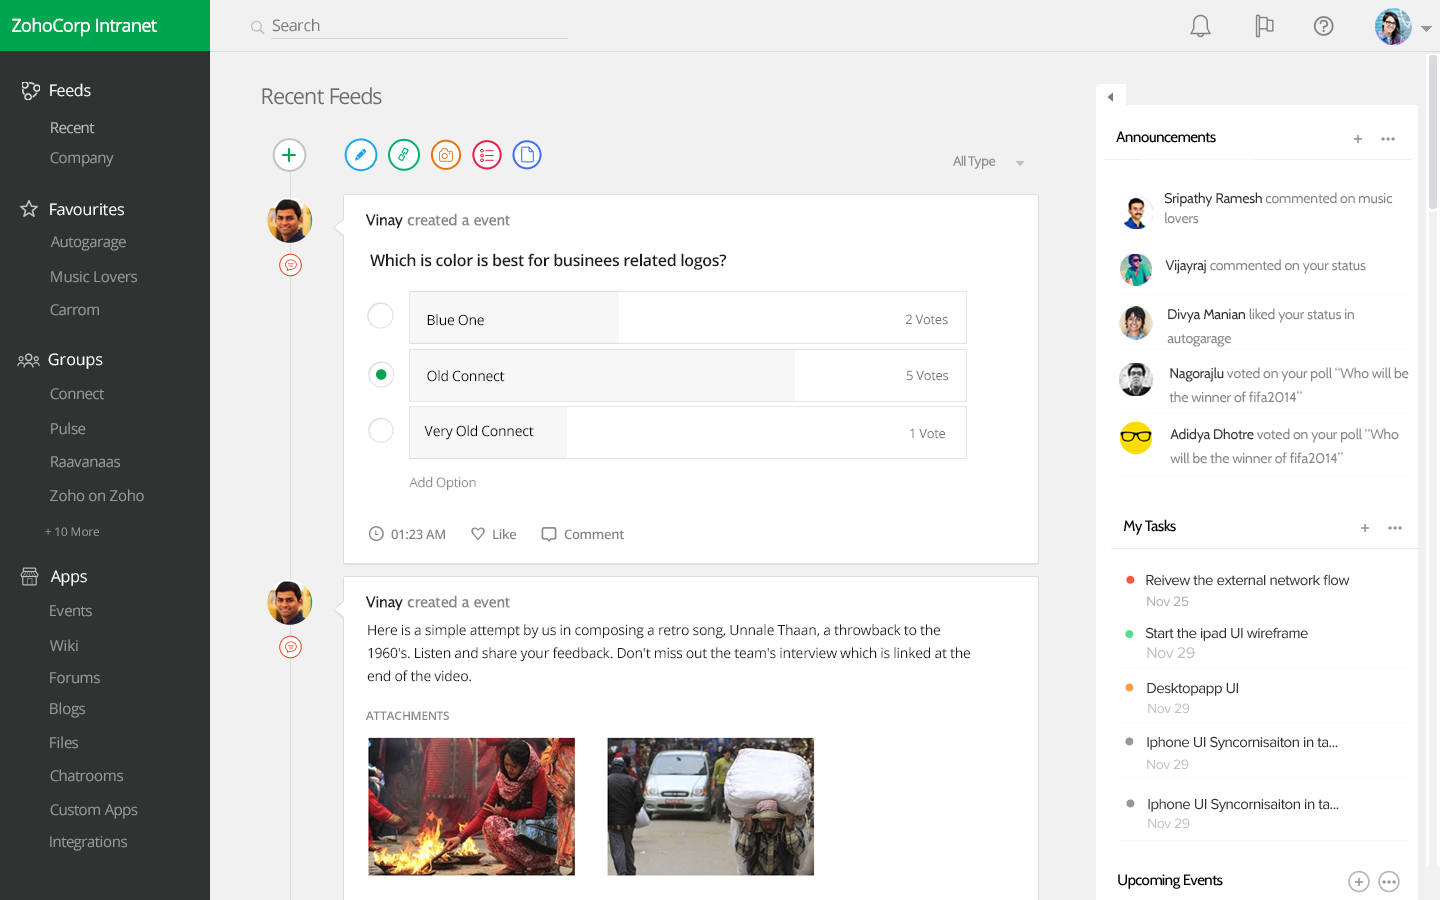 ZohoCorp Intranet
Search
Feeds
Recent
Company
Favourites
Autogarage
Music Lovers
Carrom
Groups
Connect
Pulse
Raavanaas
Zoho on Zoho
+ 10 More
Apps
Events
Wiki
Forums
Blogs
Files
Chatrooms
Custom Apps
Integrations
Recent Feeds
All Type
Vinay created a event
Which is color is best for businees related logos?
Blue One
2 Votes
Old Connect
5 Votes
Very Old Connect
1 Vote
Add Option
01:23 AM
Like
Comment
Vinay created a event
Here is a simple attempt by us in composing a retro song, Unnale Thaan, a throwback to the
1960's. Listen and share your feedback. Don't miss out the team's interview which is linked at the
end of the video.
ATTACHMENTS
Announcements
Sripathy Ramesh commented on music
lovers
Vijayraj commented on your status
Divya Manian liked your status in
autogarage
Nagorajlu voted on your poll “Who will be
the winner of fifa2014”
Adidya Dhotre voted on your poll “Who
will be the winner of fifa2014”
My Tasks
Reivew the external network flow
Nov 25
Start the ipad UI wireframe
Nov 29
Desktopapp UI
Nov 29
Iphone UI Syncornisaiton in ta...
Nov 29
Iphone UI Syncornisaiton in ta...
Nov 29
Upcoming Events